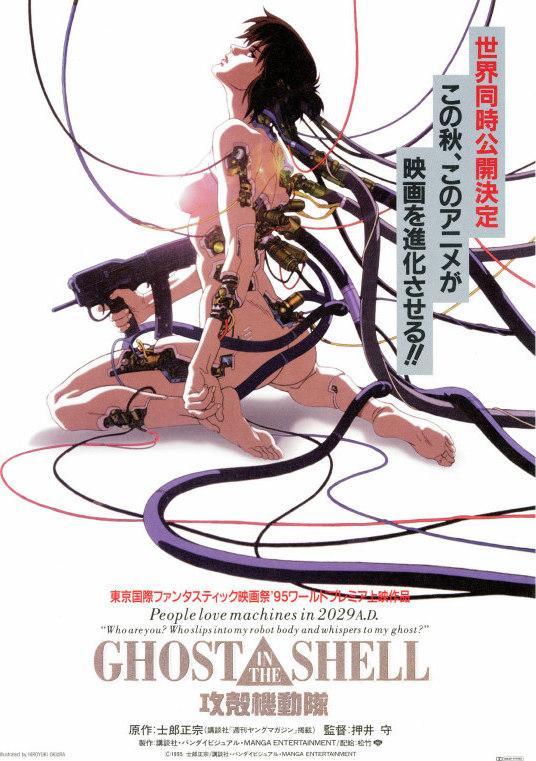 世界同時公開決定
この秋、このアニメが
映画を進化させる!!
東京国際ファンタスティック映画祭'95ワールドプレミア上映作品
People love machines in 2029 A.D.
"Who are you? Who slips into my robot body and whispers to my ghost?"
GHOST IN THE SHELL
攻殻機動隊
原作:士郎正宗(講談社「週刊ヤングマガジン」掲載) 監督:押井 守
製作:講談社・バンダイビジュアル・MANGA ENTERTAINMENT/配給:松竹
Illustrated by HIROYUKI OKIURA
©1995 士郎正宗/講談社・バンダイビジュアル・MANGA ENTERTAINMENT